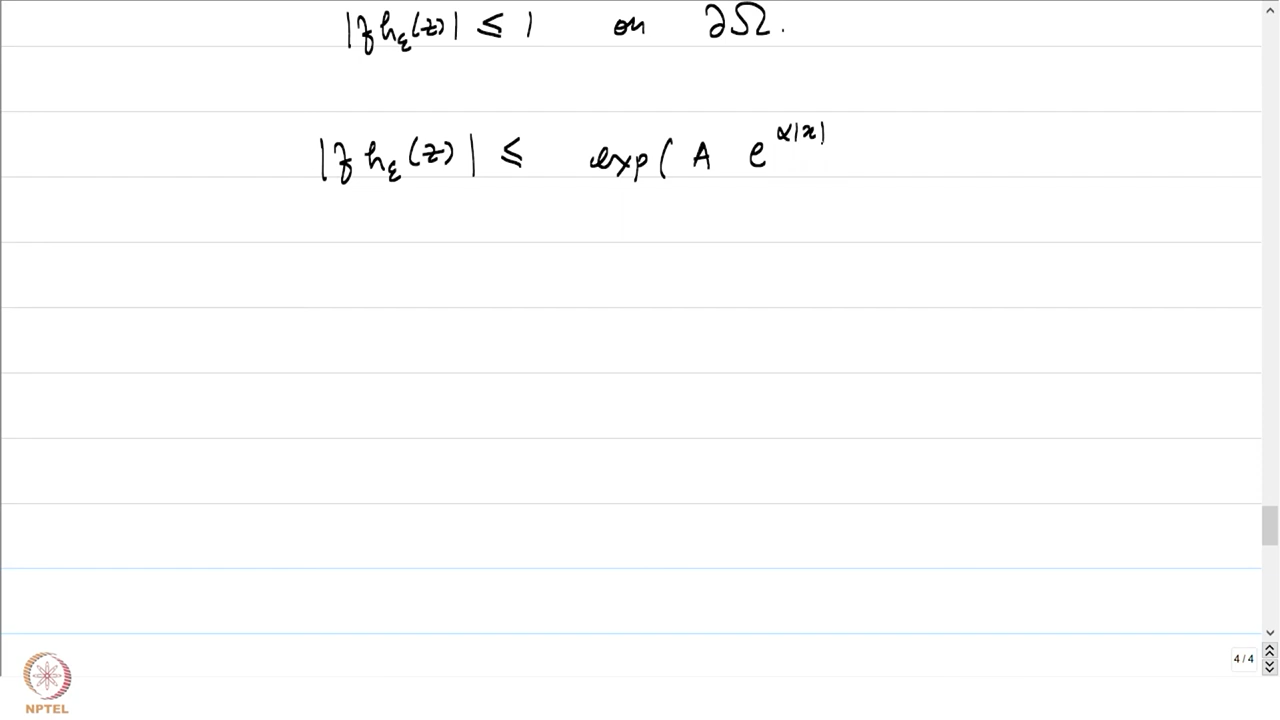 |f h_ε(z)| ≤ 1 on ∂Ω.
|f h_ε(z)| ≤ exp( A e^{α|x|}
4 / 4
NPTEL